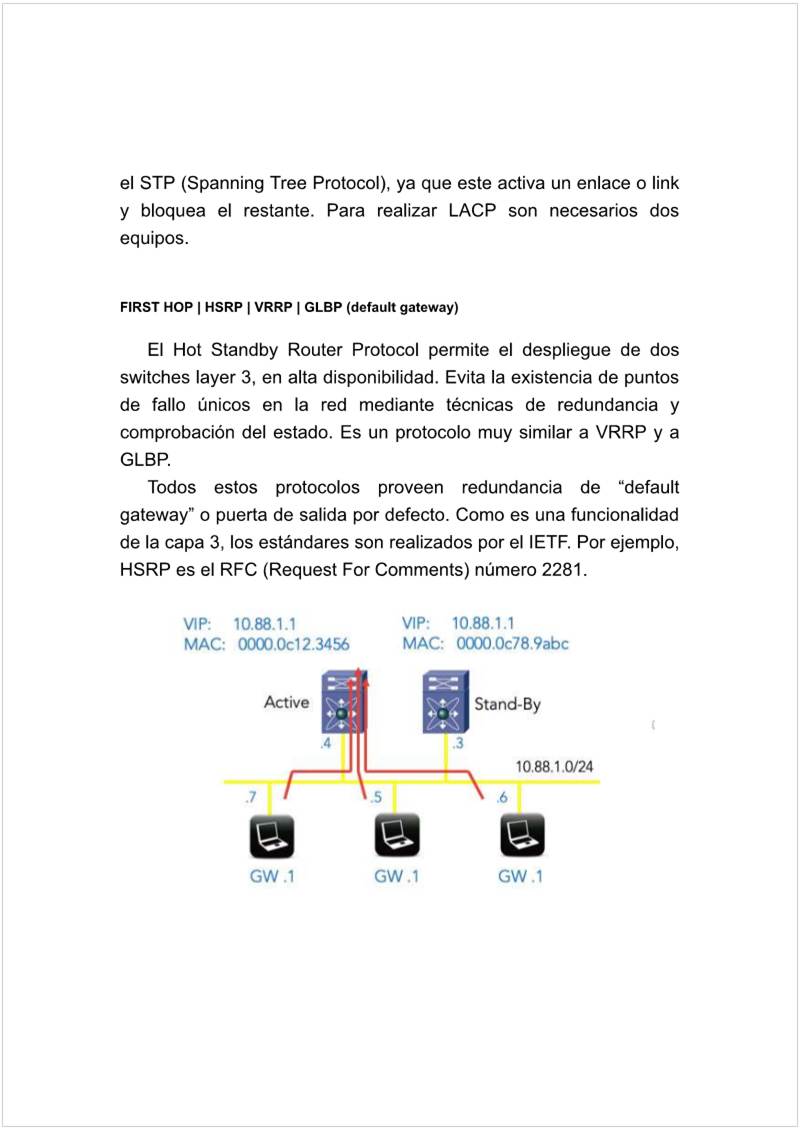 el STP (Spanning Tree Protocol), ya que este activa un enlace o link
y bloquea el restante. Para realizar LACP son necesarios dos
equipos.
FIRST HOP | HSRP | VRRP | GLBP (default gateway)
El Hot Standby Router Protocol permite el despliegue de dos
switches layer 3, en alta disponibilidad. Evita la existencia de puntos
de fallo únicos en la red mediante técnicas de redundancia y
comprobación del estado. Es un protocolo muy similar a VRRP y a
GLBP.
Todos estos protocolos proveen redundancia de “default
gateway” o puerta de salida por defecto. Como es una funcionalidad
de la capa 3, los estándares son realizados por el IETF. Por ejemplo,
HSRP es el RFC (Request For Comments) número 2281.
VIP: 10.88.1.1 VIP: 10.88.1.1
MAC: 0000.0c12.3456 MAC: 0000.0c78.9abc
Active Stand-By
.4 .3
10.88.1.0/24
.7 .5 .6
GW .1 GW .1 GW .1